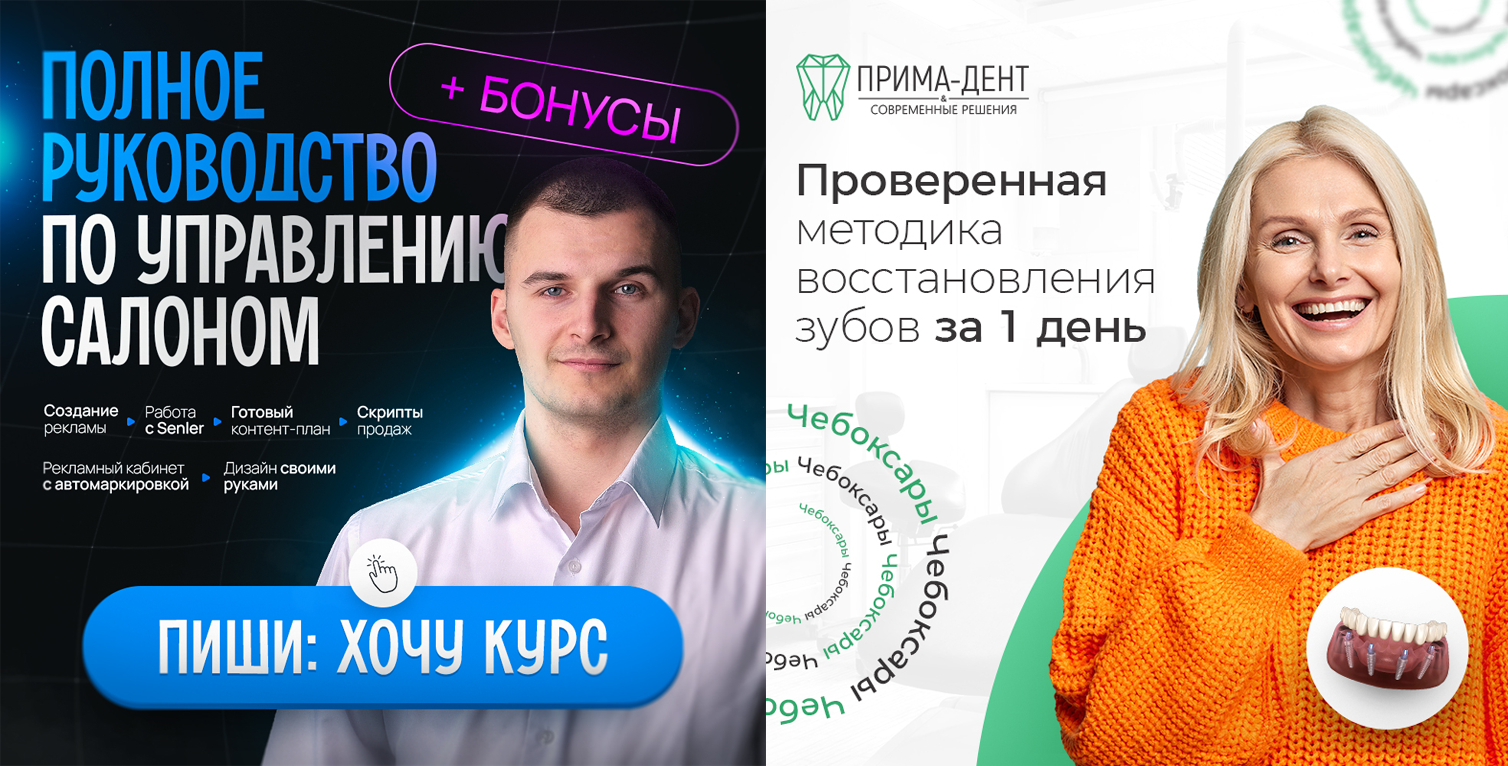 ПОЛНОЕ
РУКОВОДСТВО
ПО УПРАВЛЕНИЮ
САЛОНОМ
+ БОНУСЫ
Создание
рекламы
Работа
с Senler
Готовый
контент-план
Скрипты
продаж
Рекламный кабинет
с автомаркировкой
Дизайн своими
руками
ПИШИ: ХОЧУ КУРС
ПРИМА-ДЕНТ
&
СОВРЕМЕННЫЕ РЕШЕНИЯ
Проверенная
методика
восстановления
зубов за 1 день
Чебоксары Чебоксары
Чебоксары Чебоксары
Чебоксары Чебоксары